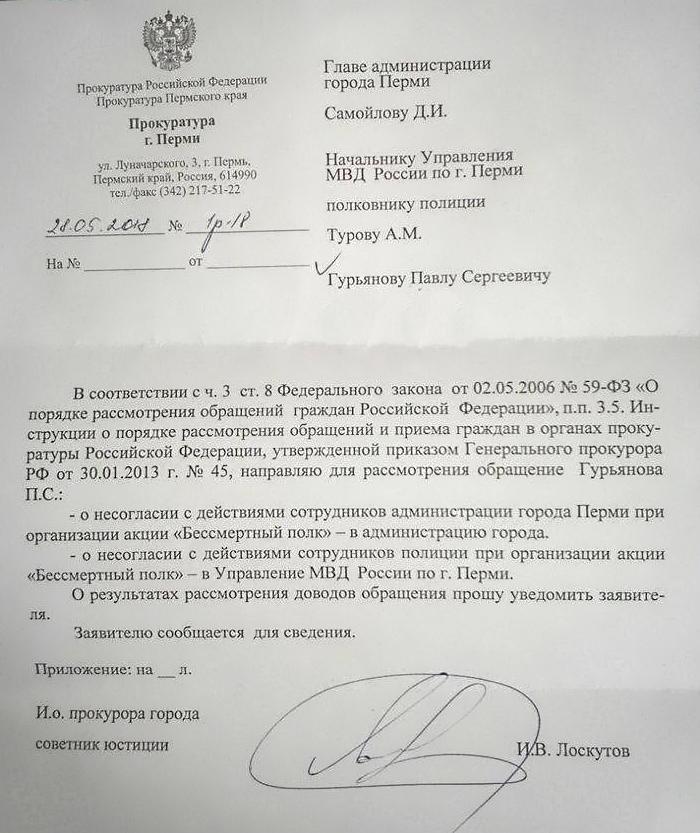 Прокуратура Российской Федерации
Прокуратура Пермского края
Прокуратура
г. Перми
ул. Луначарского, 3, г. Пермь,
Пермский край, Россия, 614990
тел./факс (342) 217-51-22
28.05.2018 № 1р-18
На № от
Главе администрации
города Перми
Самойлову Д.И.
Начальнику Управления
МВД России по г. Перми
полковнику полиции
Турову А.М.
Гурьянову Павлу Сергеевичу
В соответствии с ч. 3 ст. 8 Федерального закона от 02.05.2006 № 59-ФЗ «О
порядке рассмотрения обращений граждан Российской Федерации», п.п. 3.5. Ин-
струкции о порядке рассмотрения обращений и приема граждан в органах проку-
ратуры Российской Федерации, утвержденной приказом Генерального прокурора
РФ от 30.01.2013 г. № 45, направляю для рассмотрения обращение Гурьянова
П.С.:
- о несогласии с действиями сотрудников администрации города Перми при
организации акции «Бессмертный полк» – в администрацию города.
- о несогласии с действиями сотрудников полиции при организации акции
«Бессмертный полк» – в Управление МВД России по г. Перми.
О результатах рассмотрения доводов обращения прошу уведомить заявите-
ля.
Заявителю сообщается для сведения.
Приложение: на __ л.
И.о. прокурора города
советник юстиции
И.В. Лоскутов